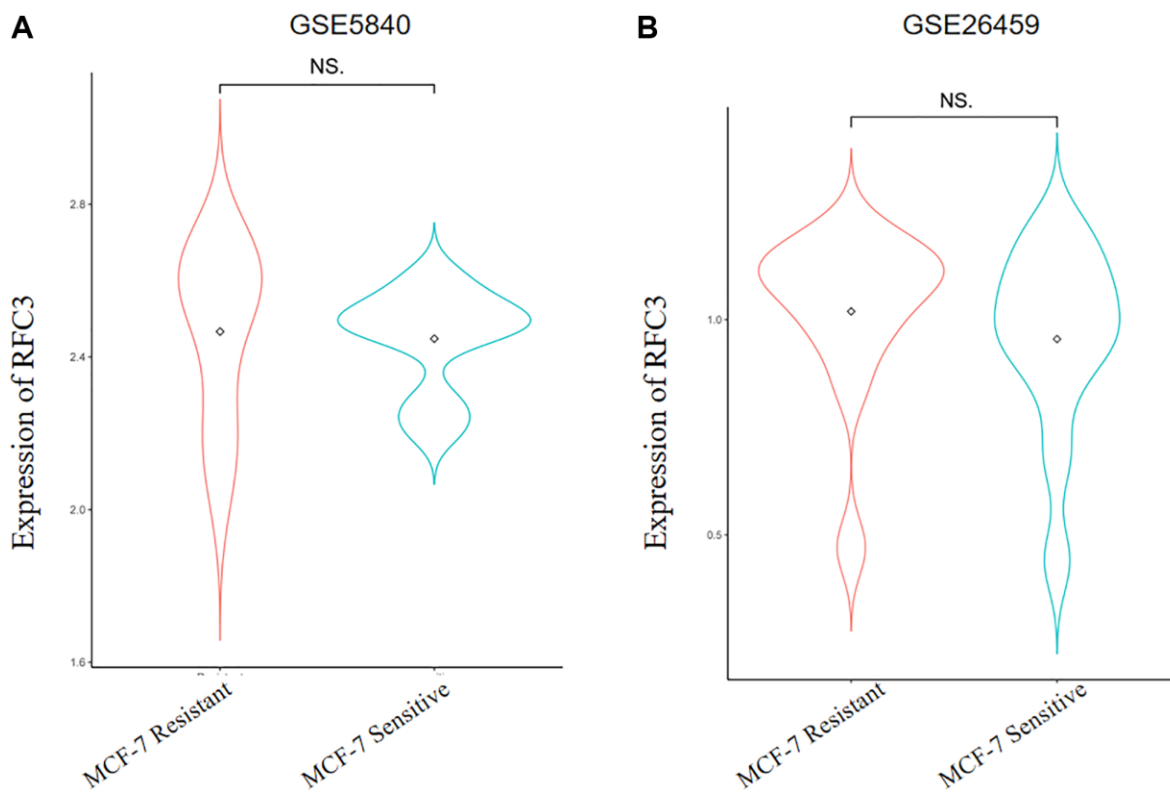 A
GSE5840
NS.
2.8
2.4
2.0
1.6
Expression of RFC3
MCF-7 Resistant
MCF-7 Sensitive
B
GSE26459
NS.
1.0
0.5
Expression of RFC3
MCF-7 Resistant
MCF-7 Sensitive